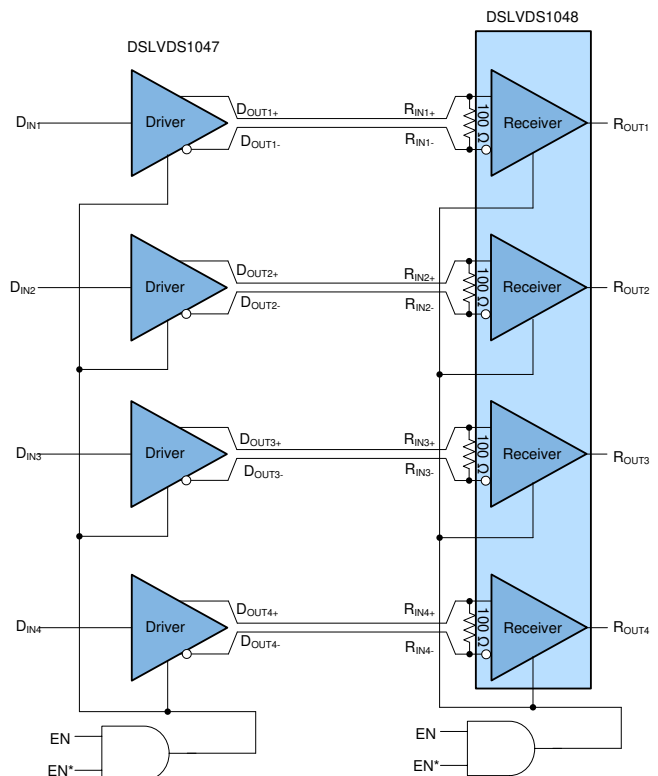 DSLVDS1047
DSLVDS1048
DIN1
Driver
DOUT1+
DOUT1-
RIN1+
RIN1-
100 Ω
Receiver
ROUT1
DIN2
Driver
DOUT2+
DOUT2-
RIN2+
RIN2-
100 Ω
Receiver
ROUT2
DIN3
Driver
DOUT3+
DOUT3-
RIN3+
RIN3-
100 Ω
Receiver
ROUT3
DIN4
Driver
DOUT4+
DOUT4-
RIN4+
RIN4-
100 Ω
Receiver
ROUT4
EN
EN*
EN
EN*